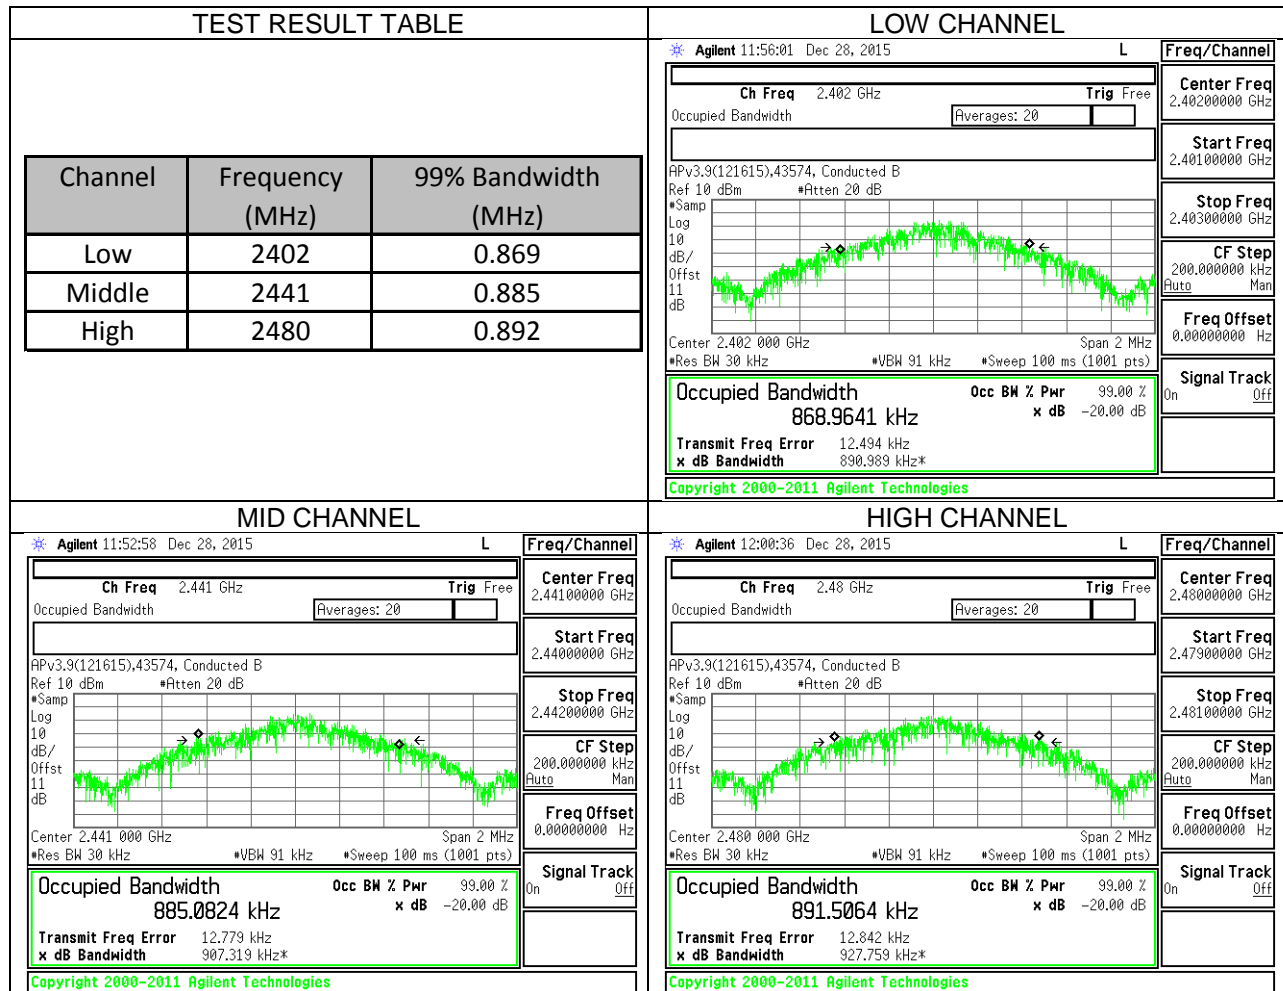 TEST RESULT TABLE
Channel Frequency (MHz) 99% Bandwidth (MHz)
Low 2402 0.869
Middle 2441 0.885
High 2480 0.892
LOW CHANNEL
Agilent 11:56:01 Dec 28, 2015 L
Freq/Channel
Ch Freq 2.402 GHz Trig Free
Occupied Bandwidth Averages: 20
APv3.9(121615),43574, Conducted B
Ref 10 dBm #Atten 20 dB
#Samp
Log
10
dB/
Offst
11
dB
Center 2.402 000 GHz Span 2 MHz
#Res BW 30 kHz #VBW 91 kHz #Sweep 100 ms (1001 pts)
Occupied Bandwidth Occ BW % Pwr 99.00 %
868.9641 kHz x dB -20.00 dB
Transmit Freq Error 12.494 kHz
x dB Bandwidth 890.989 kHz*
Copyright 2000-2011 Agilent Technologies
Center Freq
2.40200000 GHz
Start Freq
2.40100000 GHz
Stop Freq
2.40300000 GHz
CF Step
200.000000 kHz
Auto Man
Freq Offset
0.00000000 Hz
Signal Track
On Off
MID CHANNEL
Agilent 11:52:58 Dec 28, 2015 L
Freq/Channel
Ch Freq 2.441 GHz Trig Free
Occupied Bandwidth Averages: 20
APv3.9(121615),43574, Conducted B
Ref 10 dBm #Atten 20 dB
#Samp
Log
10
dB/
Offst
11
dB
Center 2.441 000 GHz Span 2 MHz
#Res BW 30 kHz #VBW 91 kHz #Sweep 100 ms (1001 pts)
Occupied Bandwidth Occ BW % Pwr 99.00 %
885.0824 kHz x dB -20.00 dB
Transmit Freq Error 12.779 kHz
x dB Bandwidth 907.319 kHz*
Copyright 2000-2011 Agilent Technologies
Center Freq
2.44100000 GHz
Start Freq
2.44000000 GHz
Stop Freq
2.44200000 GHz
CF Step
200.000000 kHz
Auto Man
Freq Offset
0.00000000 Hz
Signal Track
On Off
HIGH CHANNEL
Agilent 12:00:36 Dec 28, 2015 L
Freq/Channel
Ch Freq 2.48 GHz Trig Free
Occupied Bandwidth Averages: 20
APv3.9(121615),43574, Conducted B
Ref 10 dBm #Atten 20 dB
#Samp
Log
10
dB/
Offst
11
dB
Center 2.480 000 GHz Span 2 MHz
#Res BW 30 kHz #VBW 91 kHz #Sweep 100 ms (1001 pts)
Occupied Bandwidth Occ BW % Pwr 99.00 %
891.5064 kHz x dB -20.00 dB
Transmit Freq Error 12.842 kHz
x dB Bandwidth 927.759 kHz*
Copyright 2000-2011 Agilent Technologies
Center Freq
2.48000000 GHz
Start Freq
2.47900000 GHz
Stop Freq
2.48100000 GHz
CF Step
200.000000 kHz
Auto Man
Freq Offset
0.00000000 Hz
Signal Track
On Off